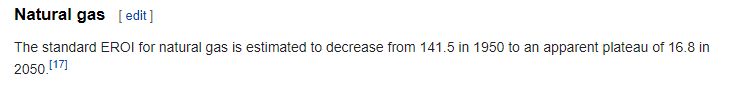 Natural gas [edit]
The standard EROI for natural gas is estimated to decrease from 141.5 in 1950 to an apparent plateau of 16.8 in
2050.[17]